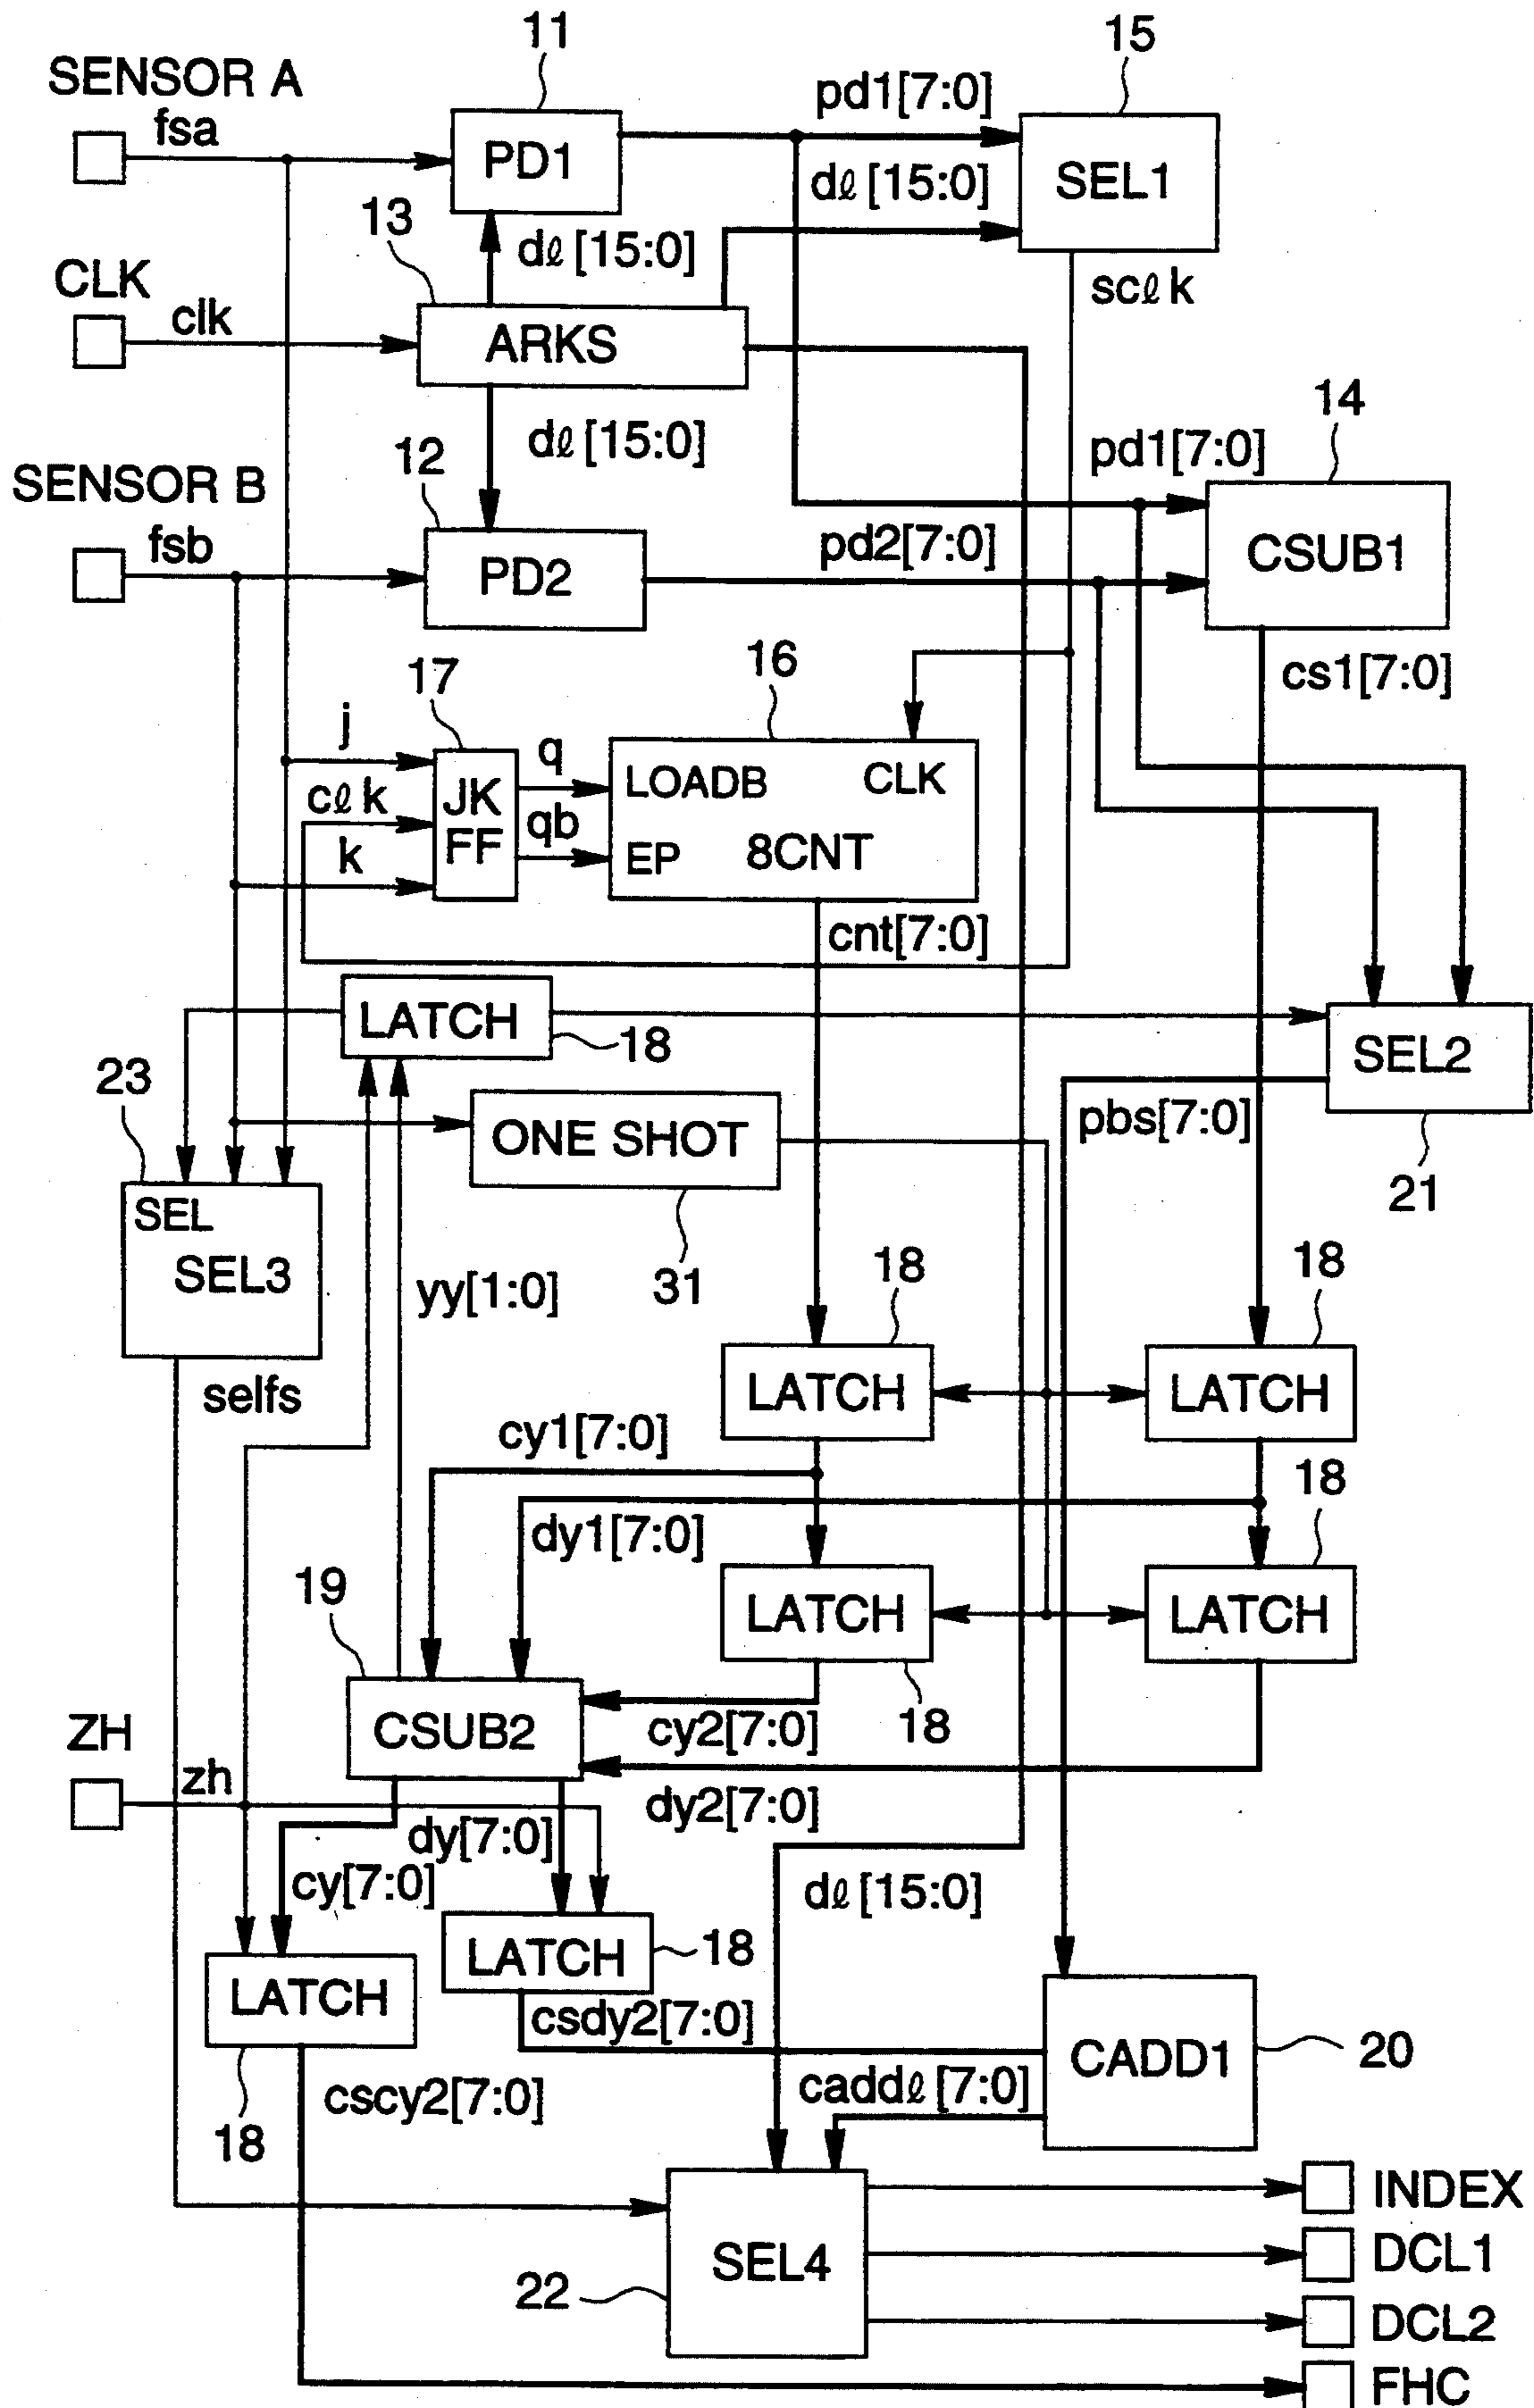 11
15
SENSOR A
pd1[7:0]
fsa
PD1
SEL1
dℓ [15:0]
13
dℓ [15:0]
CLK
scℓ k
clk
ARKS
14
dℓ [15:0]
pd1[7:0]
12
SENSOR B
fsb
pd2[7:0]
CSUB1
PD2
16
17
cs1[7:0]
j
q
LOADB
CLK
cℓ k
JK
FF
qb
k
EP
8CNT
cnt[7:0]
LATCH
18
SEL2
23
pbs[7:0]
ONE SHOT
21
SEL
SEL3
18
18
31
yy[1:0]
selfs
LATCH
LATCH
cy1[7:0]
18
dy1[7:0]
18
19
LATCH
LATCH
18
ZH
CSUB2
cy2[7:0]
zh
dy2[7:0]
dy[7:0]
cy[7:0]
dℓ [15:0]
LATCH
18
LATCH
csdy2[7:0]
CADD1
20
caddℓ [7:0]
cscy2[7:0]
18
INDEX
SEL4
DCL1
22
DCL2
FHC